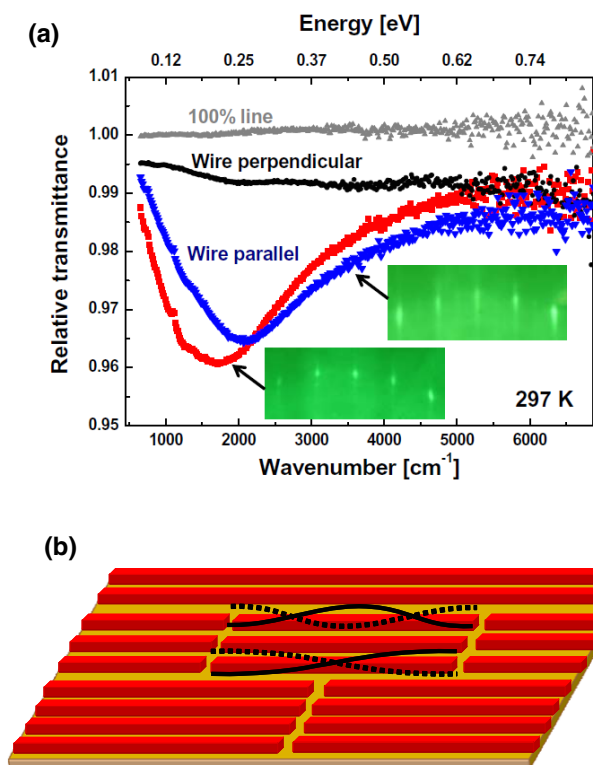 (a)
Energy [eV]
0.12 0.25 0.37 0.46 0.62 0.74
1.01
1.00
0.99
0.98
0.97
0.96
0.95
Relative transmittance
100% line
Wire perpendicular
Wire parallel
297 K
1000 2000 3000 4000 5000 6000
Wavenumber [cm⁻¹]
(b)